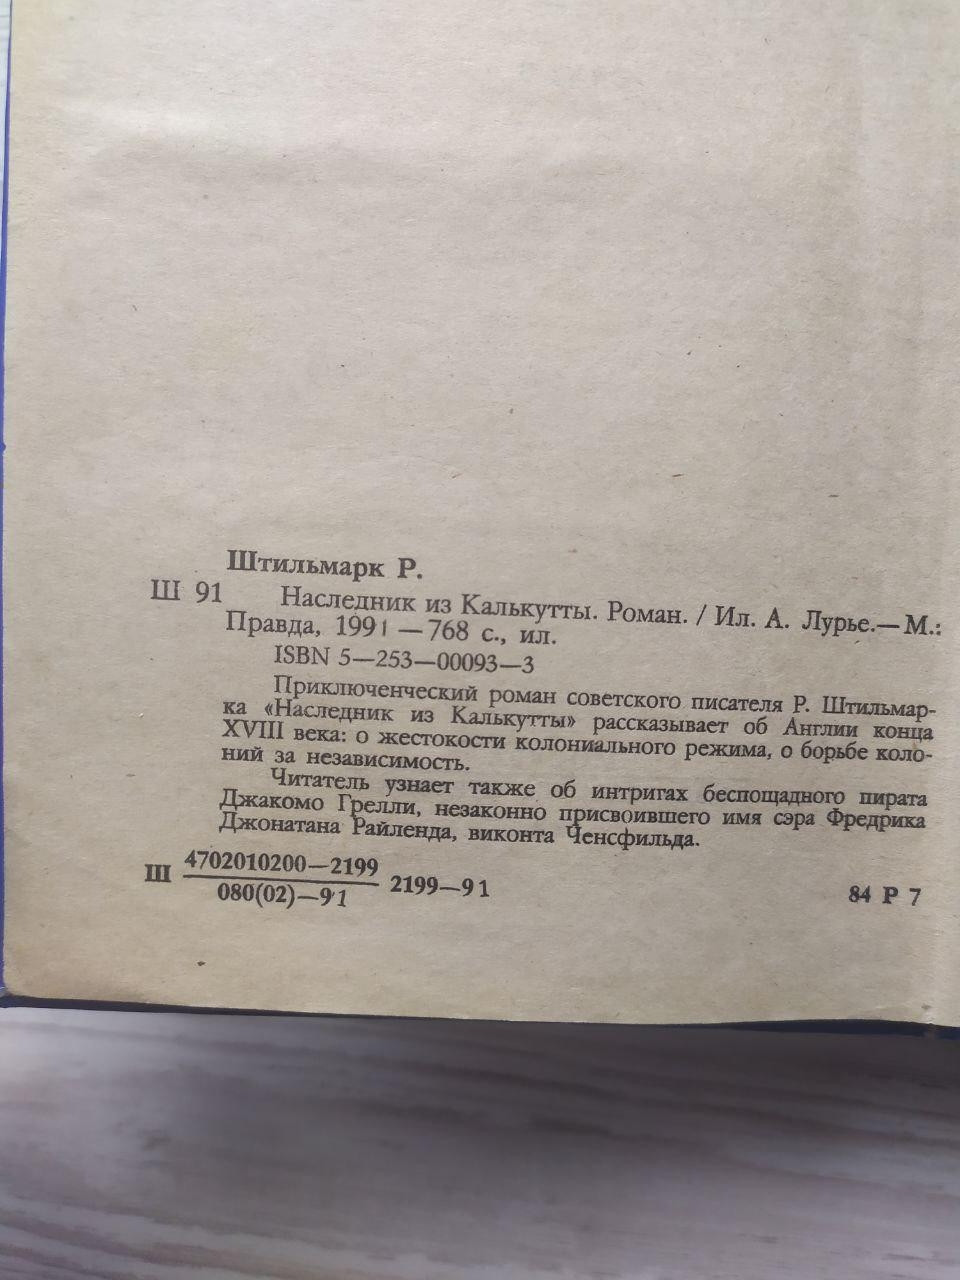 Штильмарк Р.
Ш 91 Наследник из Калькутты. Роман. / Ил. А. Лурье.— М.:
Правда, 1991 — 768 с., ил.
ISBN 5—253—00093—3
Приключенческий роман советского писателя Р. Штильмар-
ка «Наследник из Калькутты» рассказывает об Англии конца
XVIII века: о жестокости колониального режима, о борьбе коло-
ний за независимость.
Читатель узнает также об интригах беспощадного пирата
Джакомо Грелли, незаконно присвоившего имя сэра Фредрика
Джонатана Райленда, виконта Ченсфильда.
4702010200—2199
Ш 2199—91 84 Р 7
080(02)—91